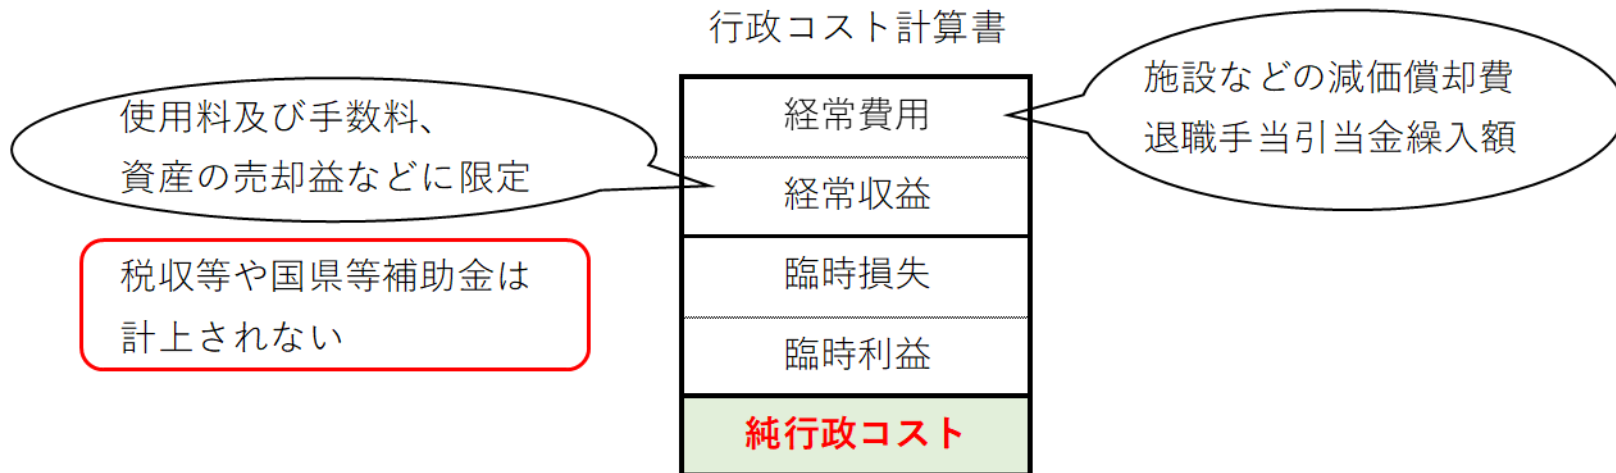 行政コスト計算書
使用料及び手数料、
資産の売却益などに限定
税収等や国県等補助金は
計上されない
経常費用
経常収益
臨時損失
臨時利益
純行政コスト
施設などの減価償却費
退職手当引当金繰入額